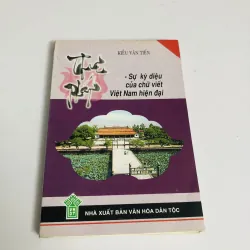 KIỀU VĂN TIẾN
Thư
Pháp
- Sự kỳ diệu
của chữ viết
Việt Nam hiện đại
NHÀ XUẤT BẢN VĂN HÓA DÂN TỘC